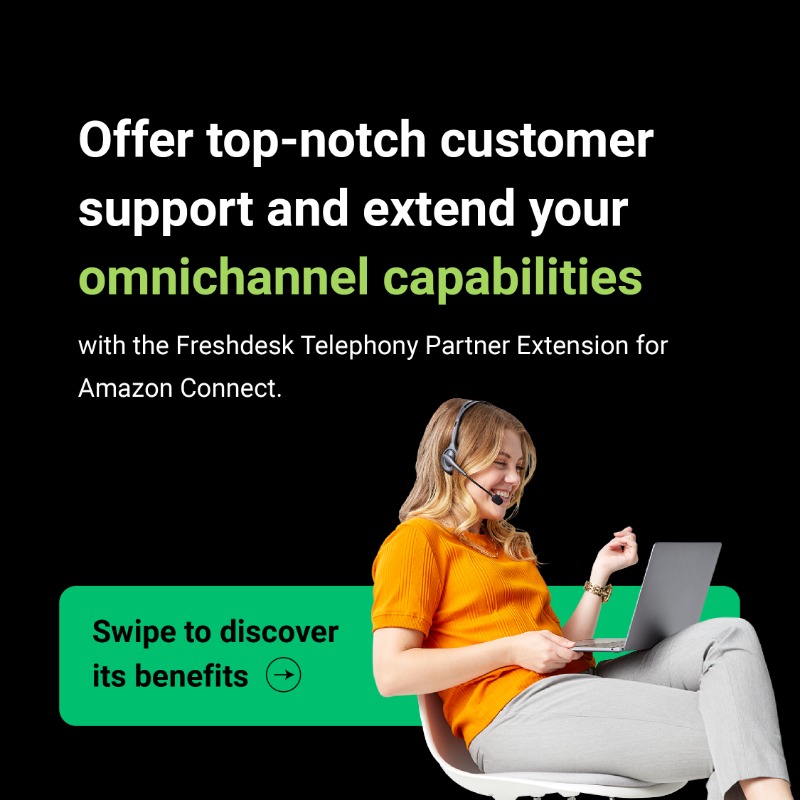 Offer top-notch customer
support and extend your
omnichannel capabilities
with the Freshdesk Telephony Partner Extension for
Amazon Connect.
Swipe to discover
its benefits